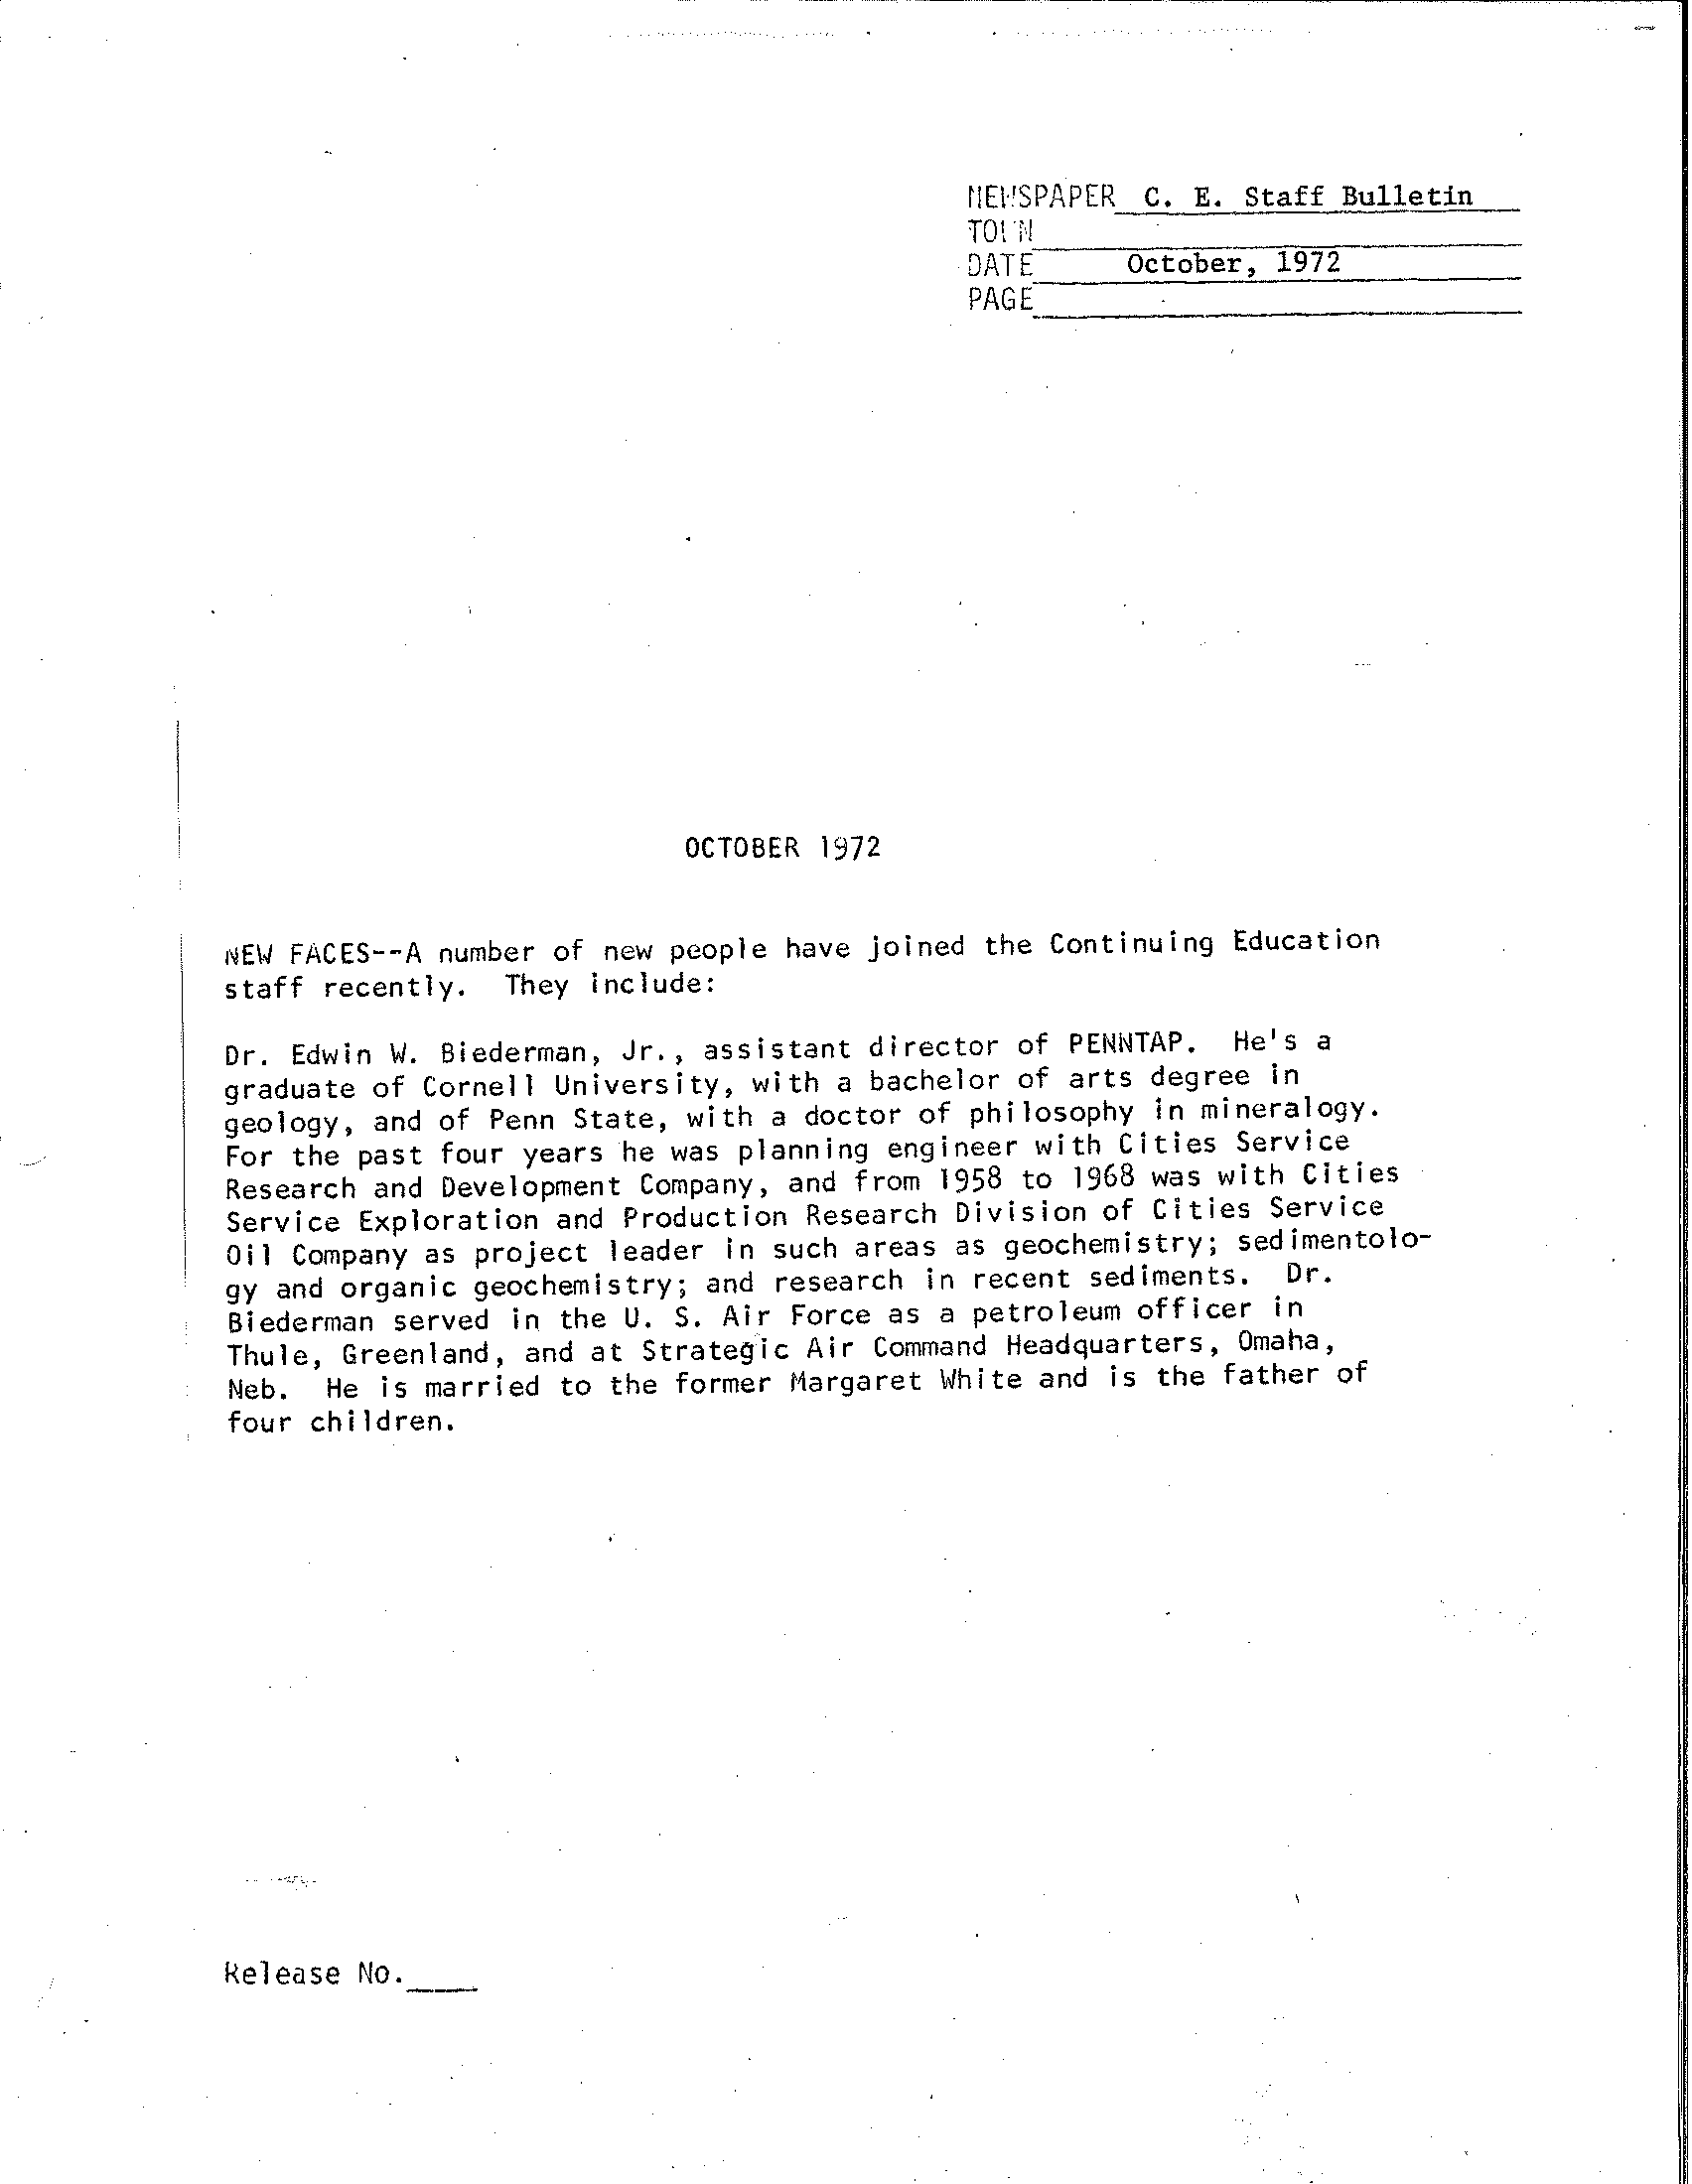 NEWSPAPER C. E. Staff Bulletin
TOWN
DATE October, 1972
PAGE
OCTOBER 1972
NEW FACES--A number of new people have joined the Continuing Education
staff recently. They include:
Dr. Edwin W. Biederman, Jr., assistant director of PENNTAP. He's a
graduate of Cornell University, with a bachelor of arts degree in
geology, and of Penn State, with a doctor of philosophy in mineralogy.
For the past four years he was planning engineer with Cities Service
Research and Development Company, and from 1958 to 1968 was with Cities
Service Exploration and Production Research Division of Cities Service
Oil Company as project leader in such areas as geochemistry; sedimentolo-
gy and organic geochemistry; and research in recent sediments. Dr.
Biederman served in the U. S. Air Force as a petroleum officer in
Thule, Greenland, and at Strategic Air Command Headquarters, Omaha,
Neb. He is married to the former Margaret White and is the father of
four children.
Release No.